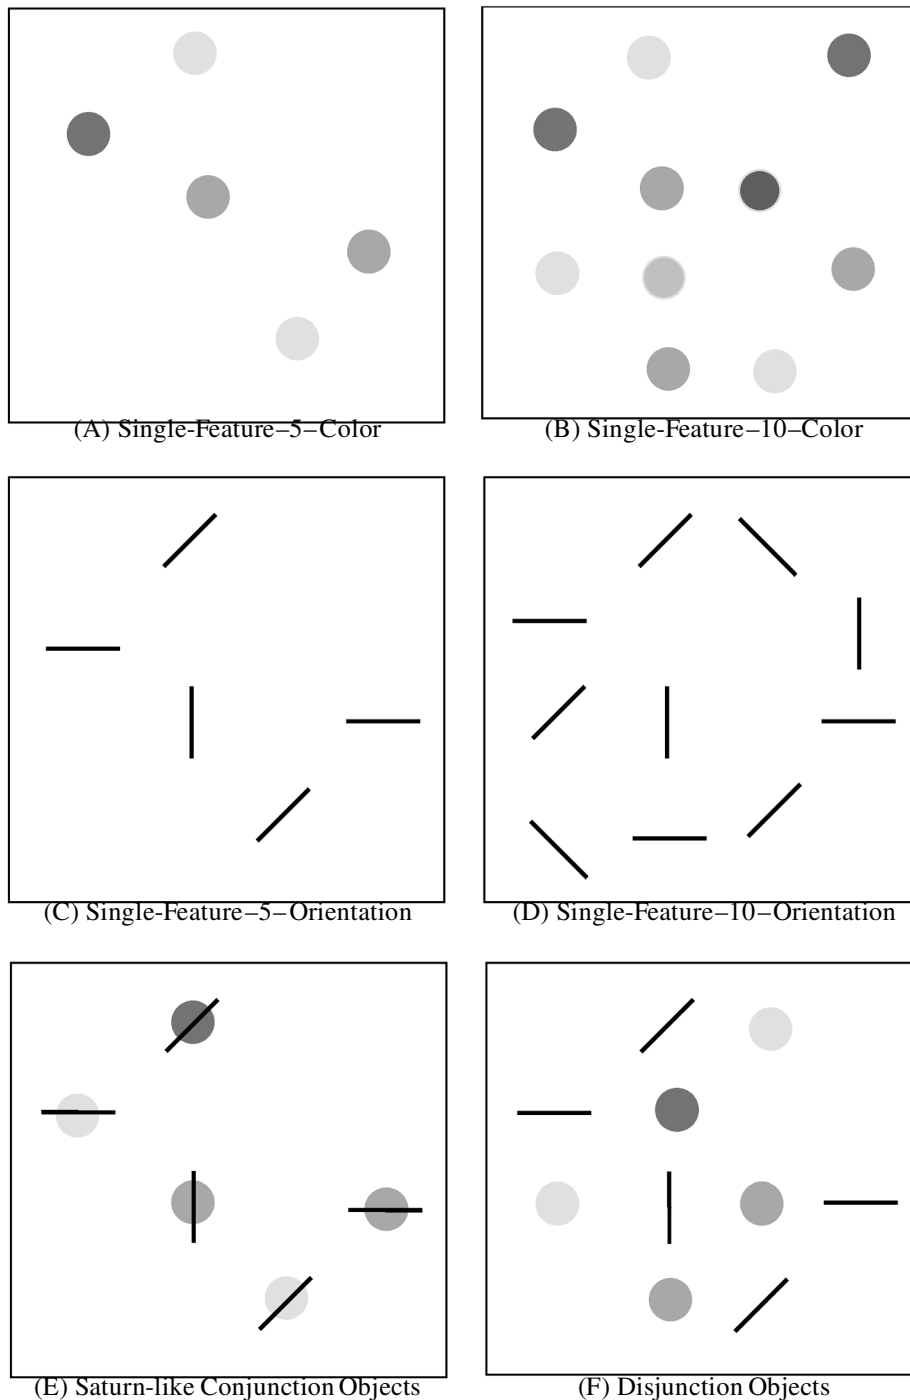 (A) Single-Feature–5–Color
(B) Single-Feature–10–Color
(C) Single-Feature–5–Orientation
(D) Single-Feature–10–Orientation
(E) Saturn-like Conjunction Objects
(F) Disjunction Objects